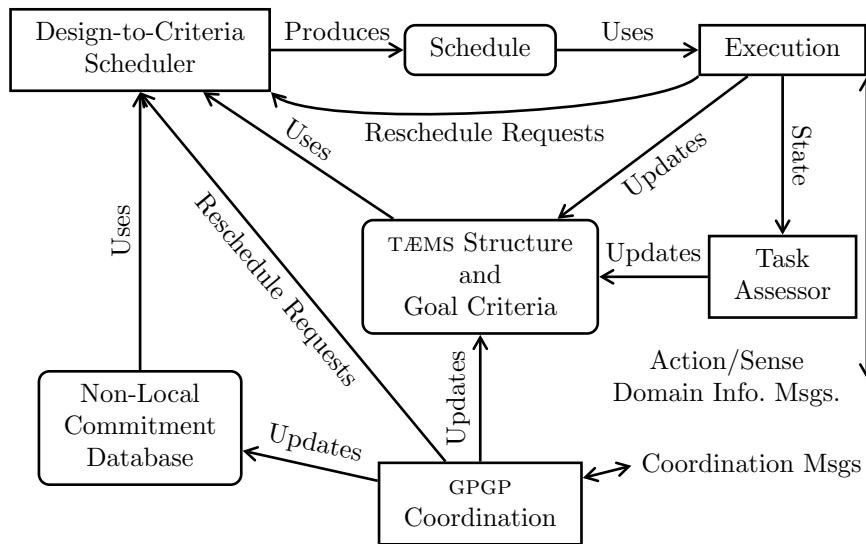 Design-to-Criteria
Scheduler
Produces
Schedule
Uses
Execution
Reschedule Requests
Uses
Updates
State
Uses
Reschedule Requests
TÆMS Structure
and
Goal Criteria
Updates
Task
Assessor
Action/Sense
Domain Info. Msgs.
Non-Local
Commitment
Database
Updates
Updates
GPGP
Coordination
Coordination Msgs